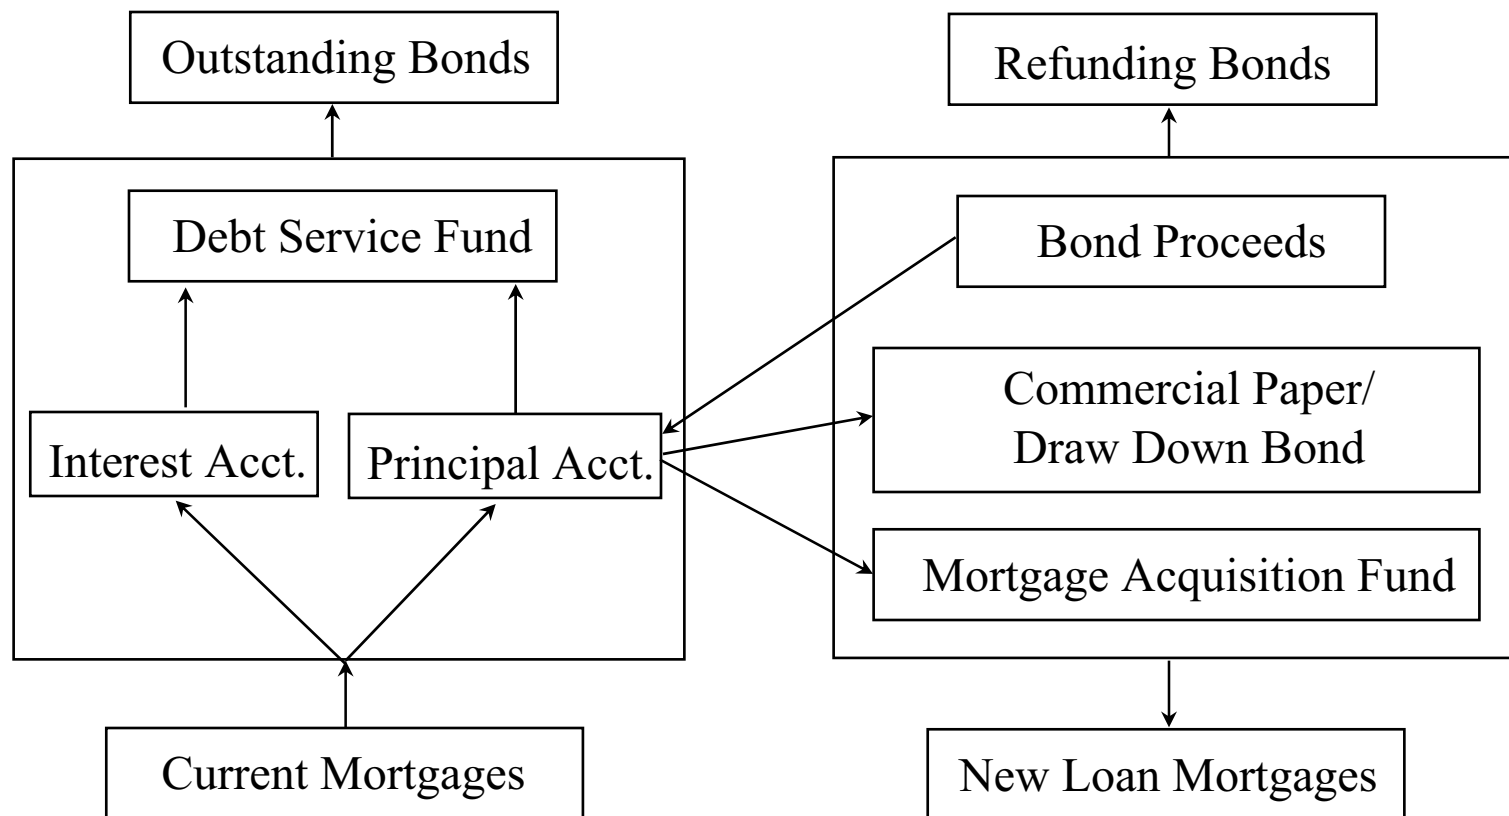 Outstanding Bonds
Refunding Bonds
Debt Service Fund
Bond Proceeds
Commercial Paper/
Draw Down Bond
Interest Acct.
Principal Acct.
Mortgage Acquisition Fund
Current Mortgages
New Loan Mortgages